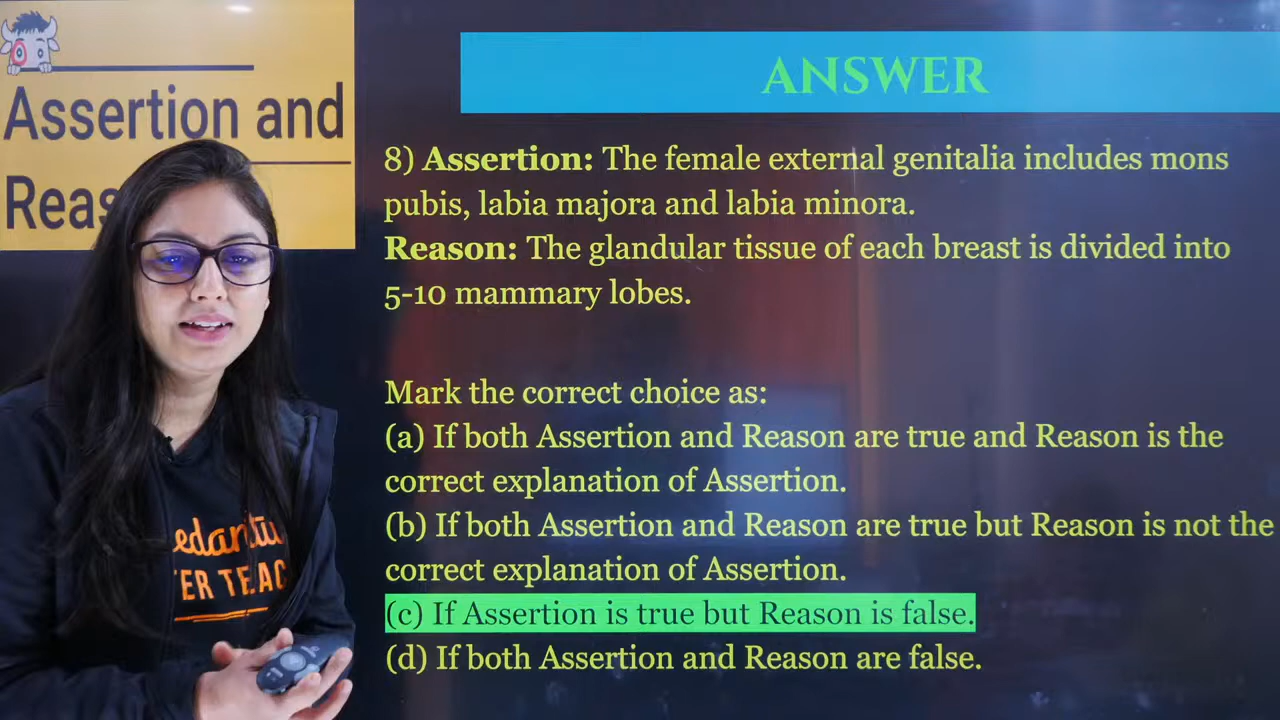 Assertion and
Reas
ANSWER
8) Assertion: The female external genitalia includes mons
pubis, labia majora and labia minora.
Reason: The glandular tissue of each breast is divided into
5-10 mammary lobes.
Mark the correct choice as:
(a) If both Assertion and Reason are true and Reason is the
correct explanation of Assertion.
(b) If both Assertion and Reason are true but Reason is not the
correct explanation of Assertion.
(c) If Assertion is true but Reason is false.
(d) If both Assertion and Reason are false.